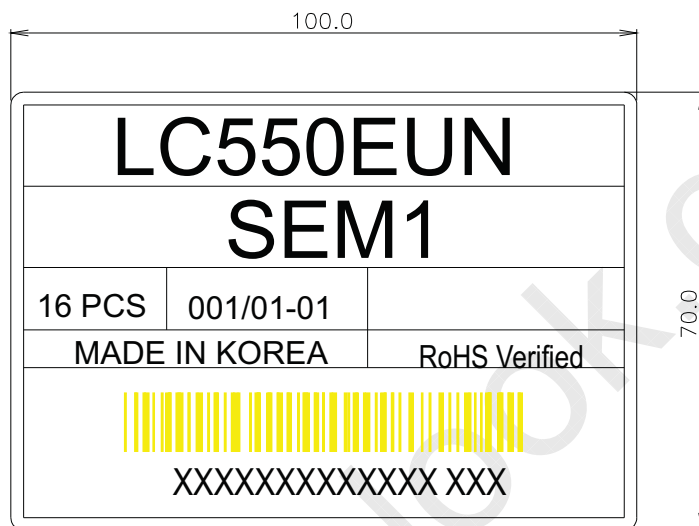 100.0
LC550EUN
SEM1
16 PCS 001/01-01
70.0
MADE IN KOREA RoHS Verified
XXXXXXXXXXXXX XXX